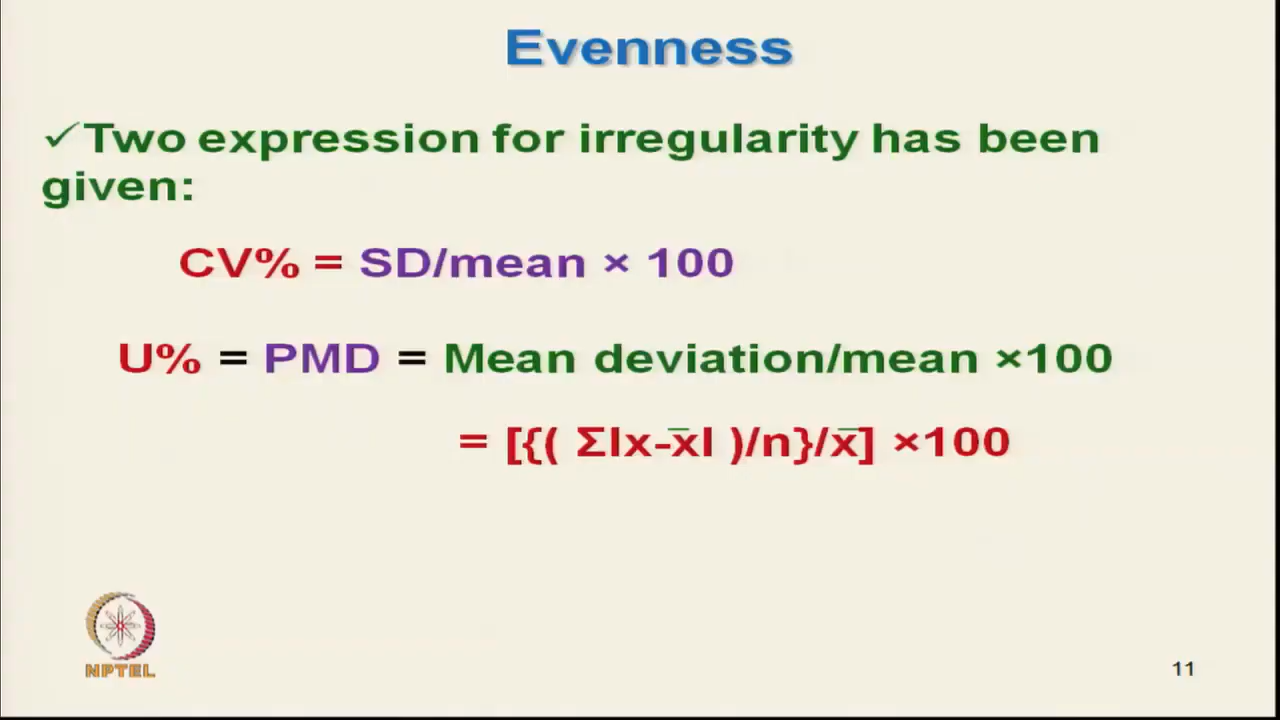 Evenness
✓Two expression for irregularity has been
given:
CV% = SD/mean × 100
U% = PMD = Mean deviation/mean ×100
= [{( Σlx-x̅l )/n}/x̅] ×100
NPTEL
11